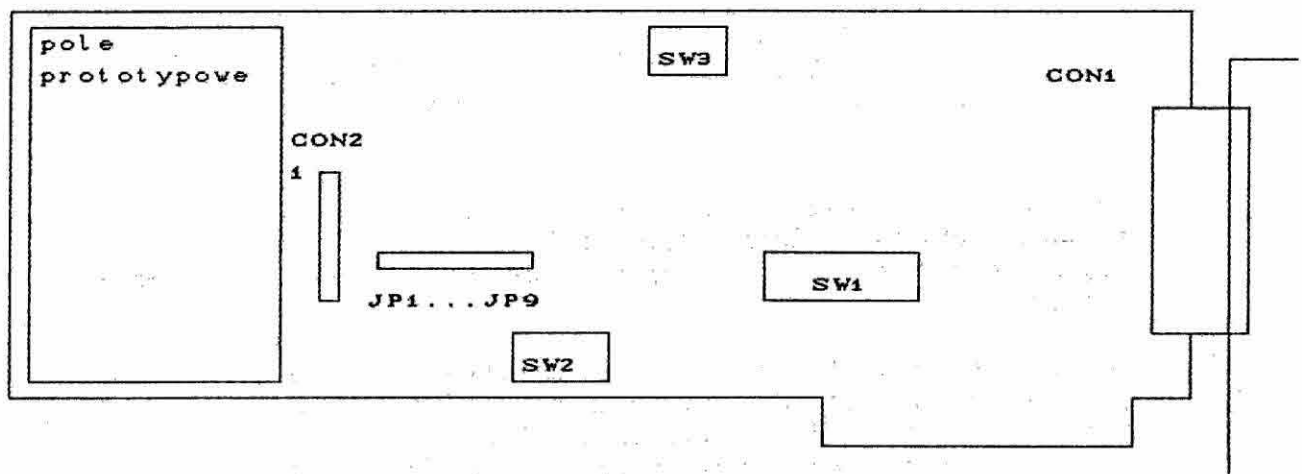 pole
prototypowe
SW3
CON1
CON2
1
SW1
JP1...JP9
SW2